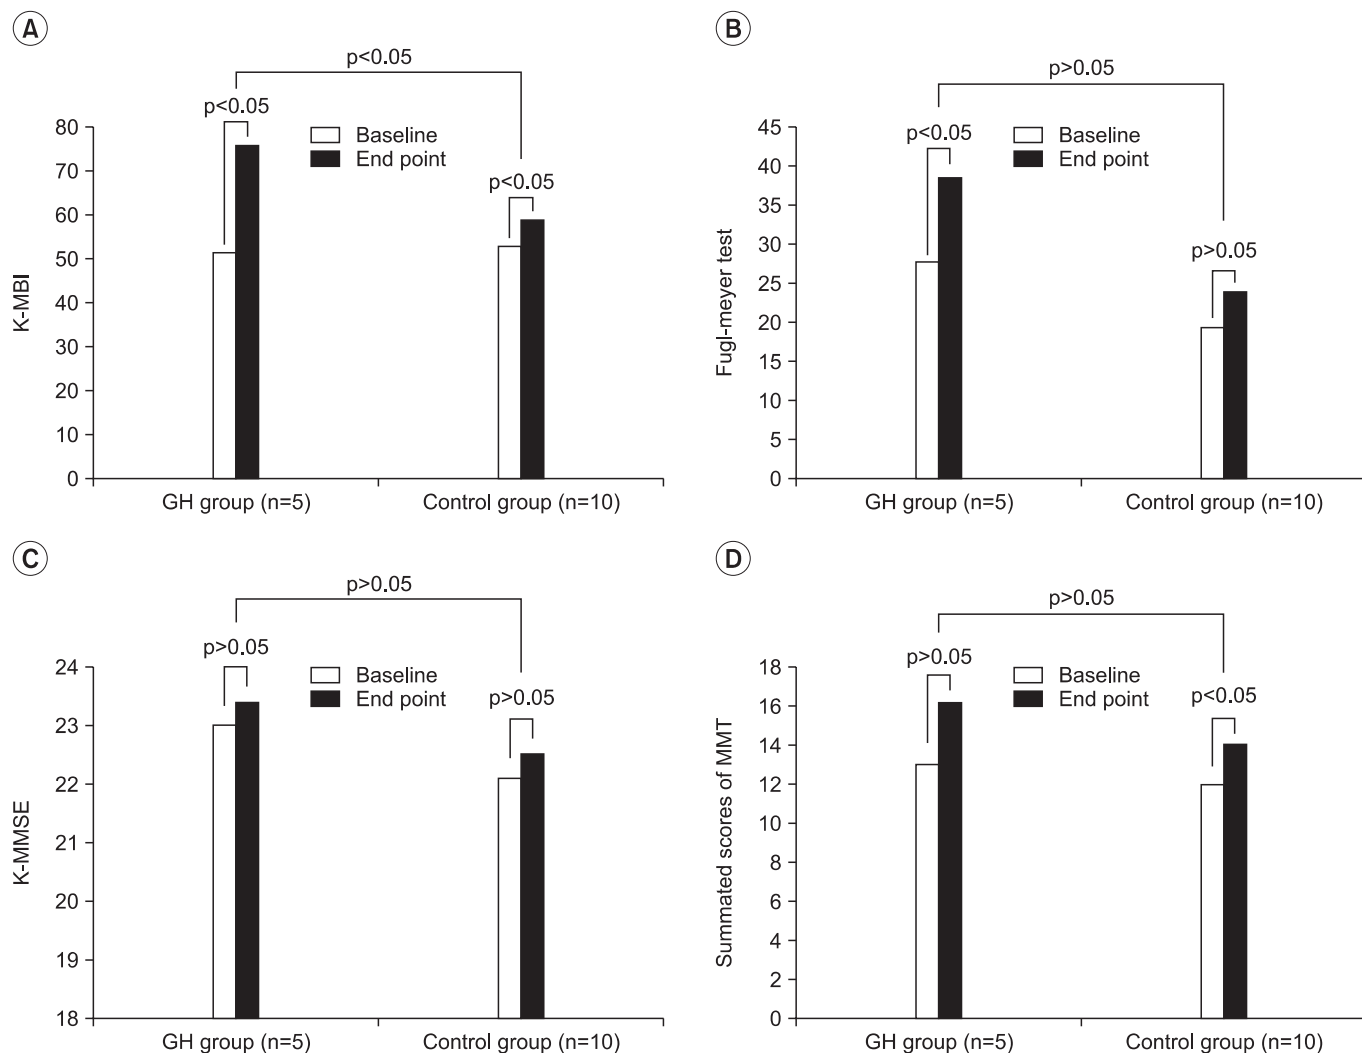 A
p<0.05
p<0.05
80
70
60
50
40
30
20
10
0
K-MBI
Baseline
End point
p<0.05
GH group (n=5)
Control group (n=10)
B
p>0.05
p<0.05
45
40
35
30
25
20
15
10
5
0
Fugl-meyer test
Baseline
End point
p>0.05
GH group (n=5)
Control group (n=10)
C
p>0.05
p>0.05
24
23
22
21
20
19
18
K-MMSE
Baseline
End point
p>0.05
GH group (n=5)
Control group (n=10)
D
p>0.05
p>0.05
18
16
14
12
10
8
6
4
2
0
Summated scores of MMT
Baseline
End point
p<0.05
GH group (n=5)
Control group (n=10)